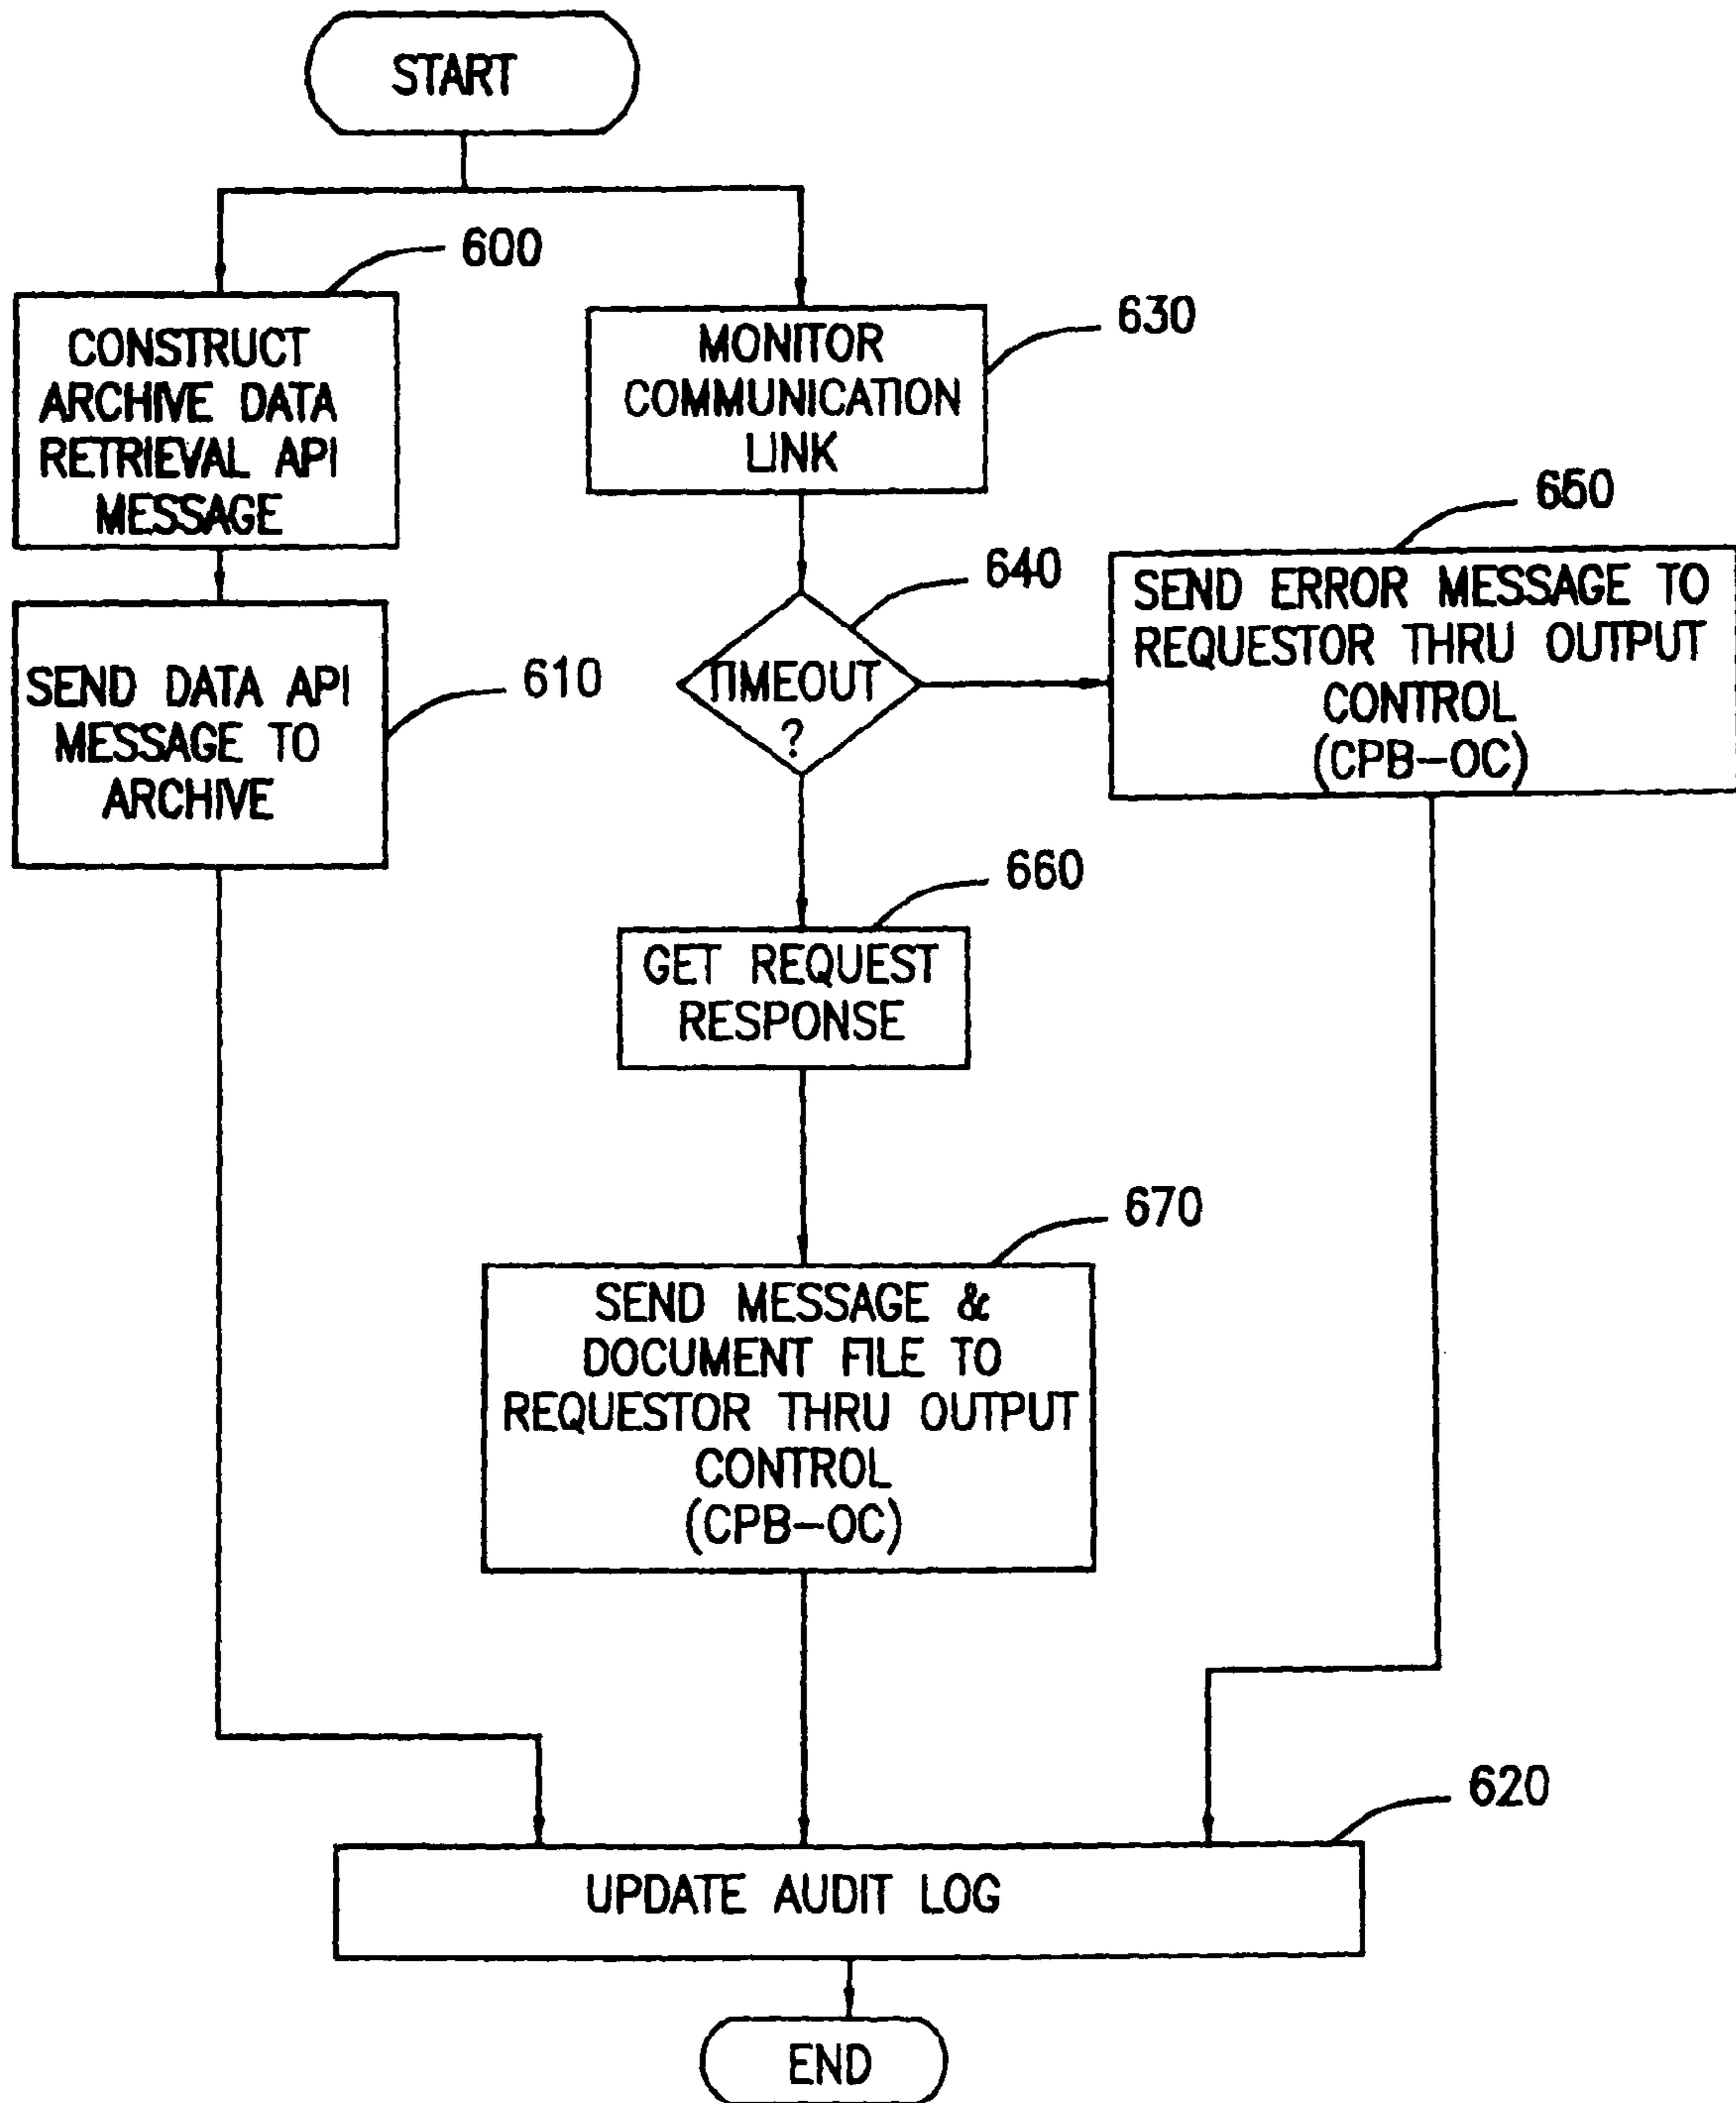 START
600
CONSTRUCT
ARCHIVE DATA
RETRIEVAL API
MESSAGE
630
MONITOR
COMMUNICATION
LINK
640
TIMEOUT
?
650
SEND ERROR MESSAGE TO
REQUESTOR THRU OUTPUT
CONTROL
(CPB-OC)
610
SEND DATA API
MESSAGE TO
ARCHIVE
660
GET REQUEST
RESPONSE
670
SEND MESSAGE &
DOCUMENT FILE TO
REQUESTOR THRU OUTPUT
CONTROL
(CPB-OC)
620
UPDATE AUDIT LOG
END